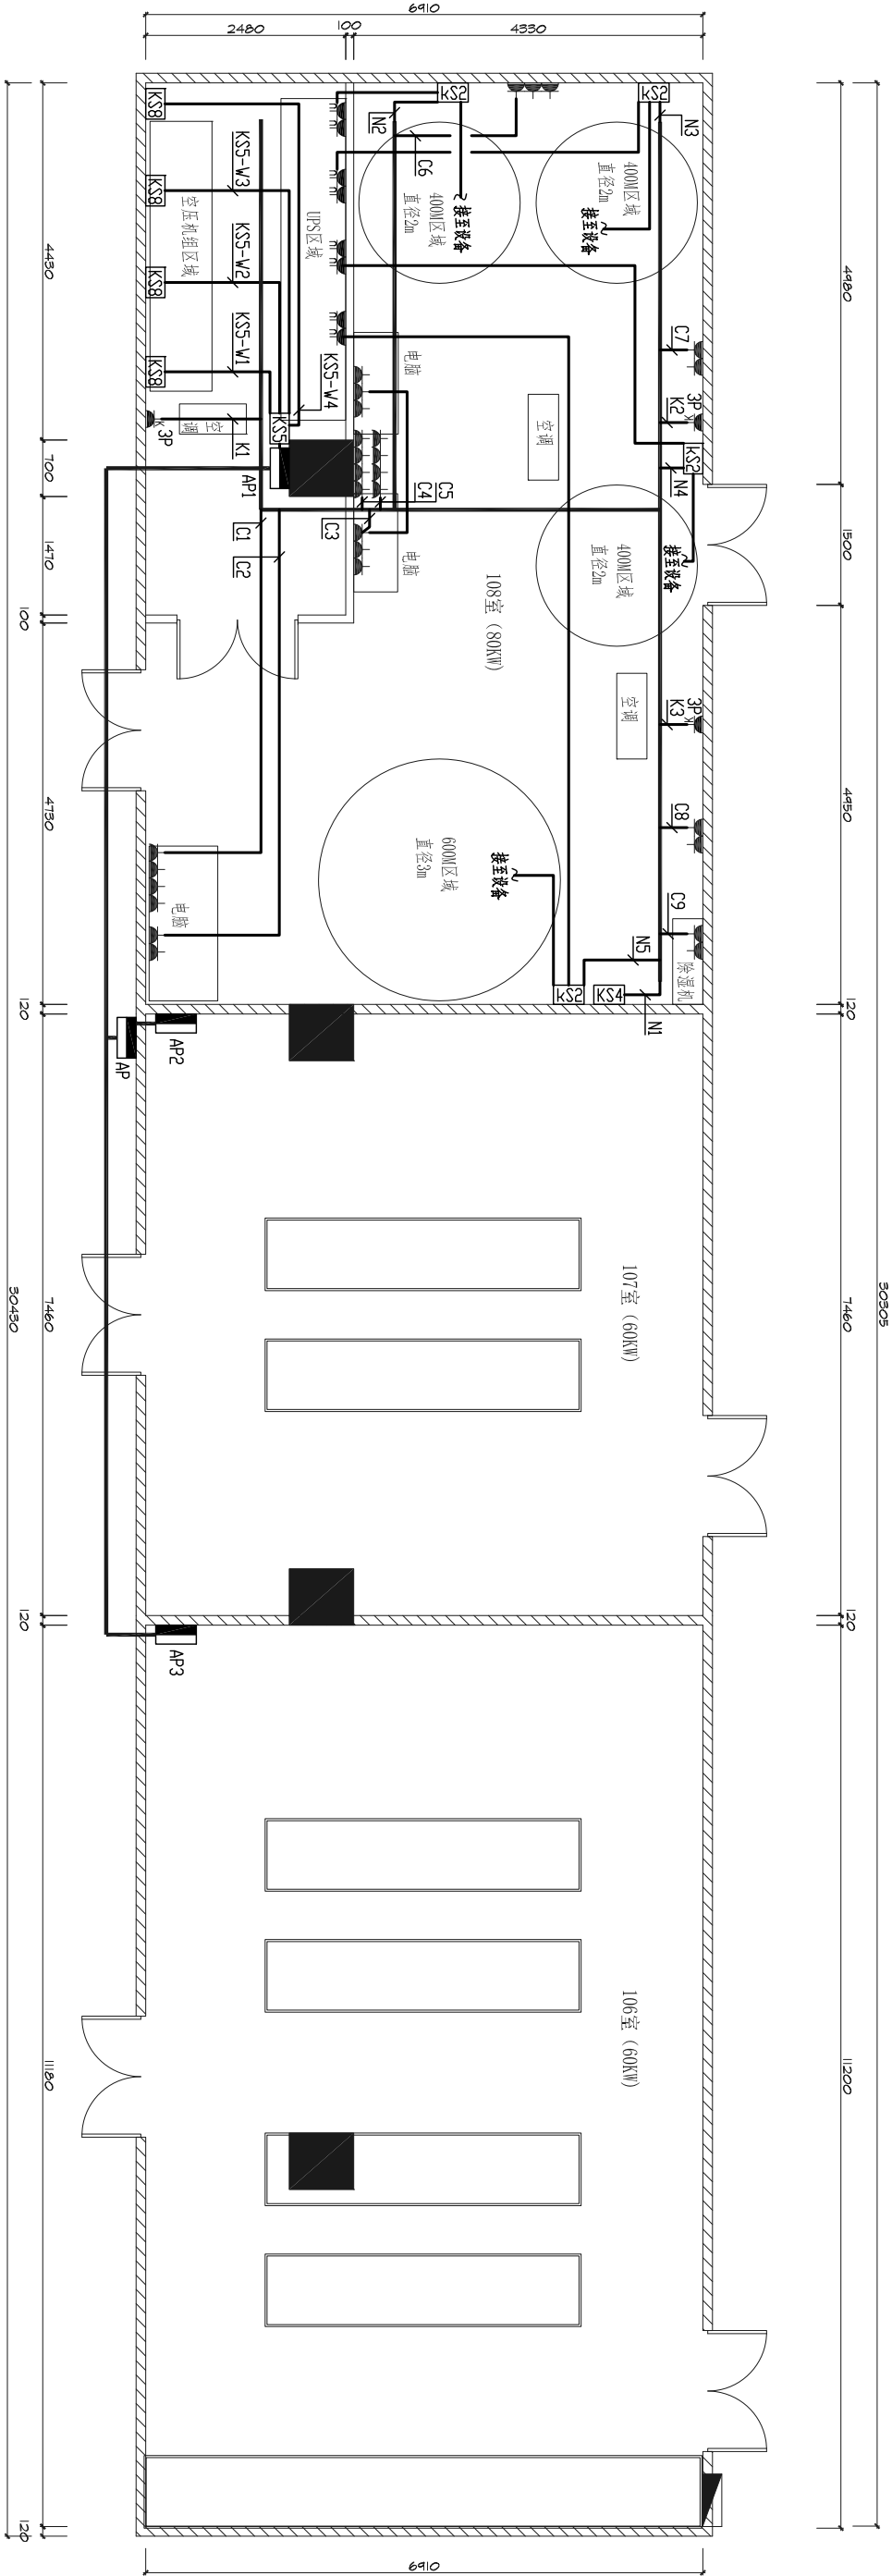 6910
2480
100
4330
30305
4980
1500
4950
120
7460
120
11200
4430
700
1470
100
4730
120
7460
120
11180
120
30430
6910
KS8
KS8
KS8
KS8
KS5-W3
KS5-W2
KS5-W1
KS5-W4
空压机组区域
UPS区域
空调
3P
K1
KS5
AP1
N2
kS2
C6
400M区域
直径2m
接至设备
kS2
N3
400M区域
直径2m
接至设备
C7
3P
K2
kS2
N4
接至设备
400M区域
直径2m
空调
电脑
电脑
C5
C4
C3
C1
C2
108室（80KW）
空调
3P
K3
C8
C9
除湿机
N5
kS2
KS4
N1
600M区域
直径3m
接至设备
电脑
AP2
AP
107室（60KW）
AP3
106室（60KW）